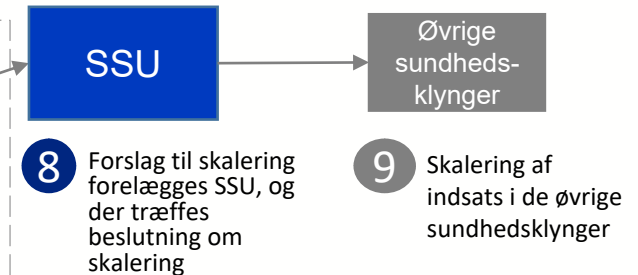 SSU
Øvrige
sundheds-
klynger
8
Forslag til skalering
forelægges SSU, og
der træffes
beslutning om
skalering
9
Skalering af
indsats i de øvrige
sundhedsklynger